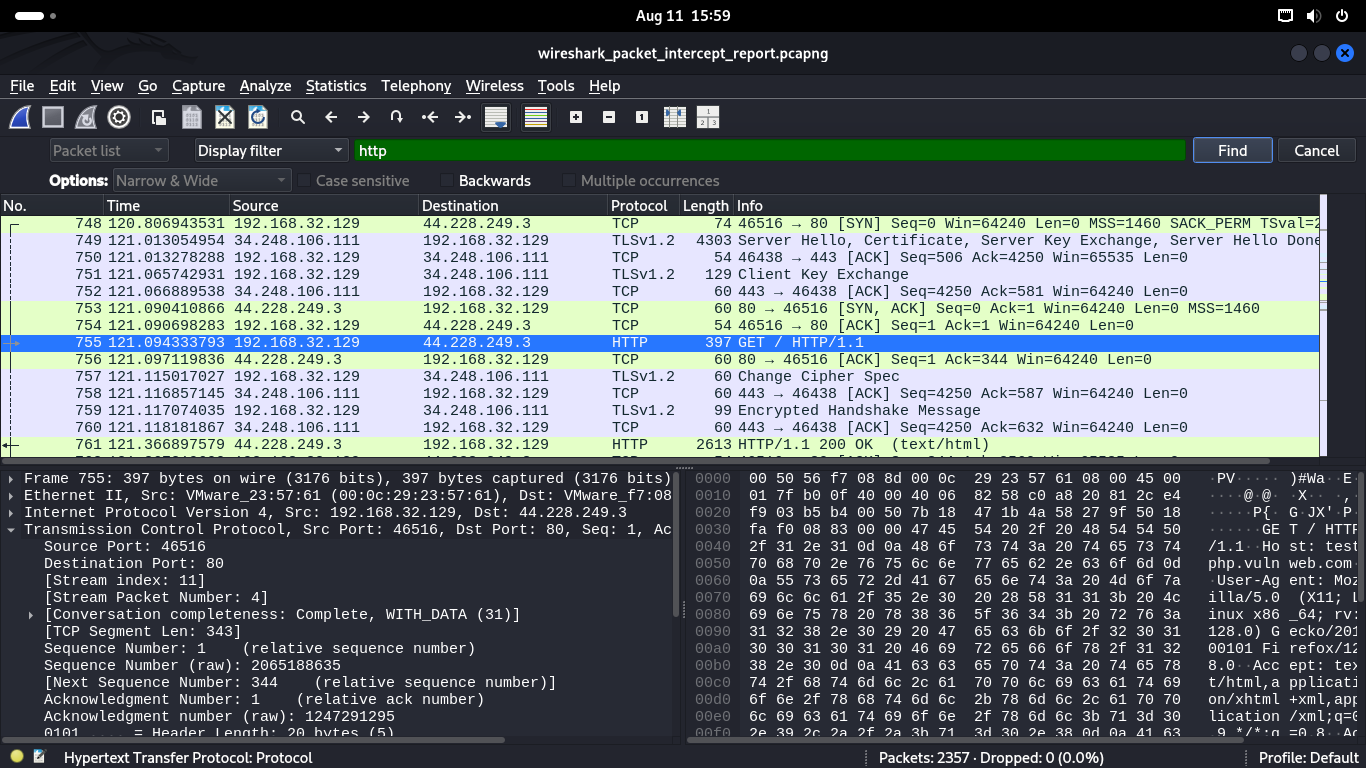 Aug 11 15:59
wireshark_packet_intercept_report.pcapng
File Edit View Go Capture Analyze Statistics Telephony Wireless Tools Help
Packet list Display filter http Find Cancel
Options: Narrow & Wide Case sensitive Backwards Multiple occurrences
No. Time Source Destination Protocol Length Info
748 120.806943531 192.168.32.129 44.228.249.3 TCP 74 46516 → 80 [SYN] Seq=0 Win=64240 Len=0 MSS=1460 SACK_PERM TSval=2
749 121.013054954 34.248.106.111 192.168.32.129 TLSv1.2 4303 Server Hello, Certificate, Server Key Exchange, Server Hello Done
750 121.013278288 192.168.32.129 34.248.106.111 TCP 54 46438 → 443 [ACK] Seq=506 Ack=4250 Win=65535 Len=0
751 121.065742931 192.168.32.129 34.248.106.111 TLSv1.2 129 Client Key Exchange
752 121.066889538 34.248.106.111 192.168.32.129 TCP 60 443 → 46438 [ACK] Seq=4250 Ack=581 Win=64240 Len=0
753 121.090410866 44.228.249.3 192.168.32.129 TCP 60 80 → 46516 [SYN, ACK] Seq=0 Ack=1 Win=64240 Len=0 MSS=1460
754 121.090698283 192.168.32.129 44.228.249.3 TCP 54 46516 → 80 [ACK] Seq=1 Ack=1 Win=64240 Len=0
755 121.094333793 192.168.32.129 44.228.249.3 HTTP 397 GET / HTTP/1.1
756 121.097119836 44.228.249.3 192.168.32.129 TCP 60 80 → 46516 [ACK] Seq=1 Ack=344 Win=64240 Len=0
757 121.115017027 192.168.32.129 34.248.106.111 TLSv1.2 60 Change Cipher Spec
758 121.116857145 34.248.106.111 192.168.32.129 TCP 60 443 → 46438 [ACK] Seq=4250 Ack=587 Win=64240 Len=0
759 121.117074035 192.168.32.129 34.248.106.111 TLSv1.2 99 Encrypted Handshake Message
760 121.118181867 34.248.106.111 192.168.32.129 TCP 60 443 → 46438 [ACK] Seq=4250 Ack=632 Win=64240 Len=0
761 121.366897579 44.228.249.3 192.168.32.129 HTTP 2613 HTTP/1.1 200 OK (text/html)
Frame 755: 397 bytes on wire (3176 bits), 397 bytes captured (3176 bits)
Ethernet II, Src: VMware_23:57:61 (00:0c:29:23:57:61), Dst: VMware_f7:08
Internet Protocol Version 4, Src: 192.168.32.129, Dst: 44.228.249.3
Transmission Control Protocol, Src Port: 46516, Dst Port: 80, Seq: 1, Ac
Source Port: 46516
Destination Port: 80
[Stream index: 11]
[Stream Packet Number: 4]
[Conversation completeness: Complete, WITH_DATA (31)]
[TCP Segment Len: 343]
Sequence Number: 1 (relative sequence number)
Sequence Number (raw): 2065188635
[Next Sequence Number: 344 (relative sequence number)]
Acknowledgment Number: 1 (relative ack number)
Acknowledgment number (raw): 1247291295
0101 .... = Header Length: 20 bytes (5)
0000 00 50 56 f7 08 8d 00 0c 29 23 57 61 08 00 45 00 ·PV·····)#Wa··E·
0010 01 7f b0 0f 40 00 40 06 82 58 c0 a8 20 81 2c e4 ····@·@··X·· ·,·
0020 f9 03 b5 b4 00 50 7b 18 47 1b 4a 58 27 9f 50 18 ·····P{·G·JX'·P·
0030 fa f0 08 83 00 00 47 45 54 20 2f 20 48 54 54 50 ······GET / HTTP
0040 2f 31 2e 31 0d 0a 48 6f 73 74 3a 20 74 65 73 74 /1.1··Host: test
0050 70 68 70 2e 76 75 6c 6e 77 65 62 2e 63 6f 6d 0d php.vulnweb.com·
0060 0a 55 73 65 72 2d 41 67 65 6e 74 3a 20 4d 6f 7a ·User-Agent: Moz
0070 69 6c 6c 61 2f 35 2e 30 20 28 58 31 31 3b 20 4c illa/5.0 (X11; L
0080 69 6e 75 78 20 78 38 36 5f 36 34 3b 20 72 76 3a inux x86_64; rv:
0090 31 32 38 2e 30 29 20 47 65 63 6b 6f 2f 32 30 31 128.0) Gecko/201
00a0 30 30 31 30 31 20 46 69 72 65 66 6f 78 2f 31 32 00101 Firefox/12
00b0 38 2e 30 0d 0a 41 63 63 65 70 74 3a 20 74 65 78 8.0··Accept: tex
00c0 74 2f 68 74 6d 6c 2c 61 70 70 6c 69 63 61 74 69 t/html,applicati
00d0 6f 6e 2f 78 68 74 6d 6c 2b 78 6d 6c 2c 61 70 70 on/xhtml+xml,app
00e0 6c 69 63 61 74 69 6f 6e 2f 78 6d 6c 3b 71 3d 30 lication/xml;q=0
00f0 2e 39 2c 2a 2f 2a 3b 71 3d 30 2e 38 0d 0a 41 63 .9,*/*;q=0.8··Ac
Hypertext Transfer Protocol: Protocol Packets: 2357 · Dropped: 0 (0.0%) Profile: Default